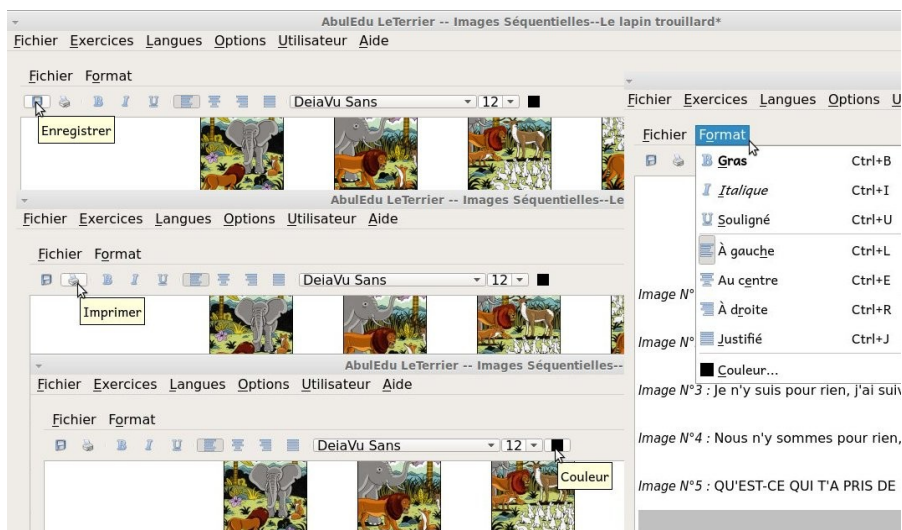 AbulEdu LeTerrier -- Images Séquentielles--Le lapin trouillard*
Fichier Exercices Langues Options Utilisateur Aide
Fichier Format
B I U DejaVu Sans 12
Enregistrer
AbulEdu LeTerrier -- Images Séquentielles--Le
Fichier Exercices Langues Options Utilisateur Aide
Fichier Format
B I U DejaVu Sans 12
Imprimer
AbulEdu LeTerrier -- Images Séquentielles--
Fichier Exercices Langues Options Utilisateur Aide
Fichier Format
B I U DejaVu Sans 12
Couleur
Fichier Exercices Langues Options U
Fichier Format
B Gras Ctrl+B
I Italique Ctrl+I
U Souligné Ctrl+U
À gauche Ctrl+L
Au centre Ctrl+E
À droite Ctrl+R
Justifié Ctrl+J
Couleur...
Image N°
Image N°
Image N°3 : Je n'y suis pour rien, j'ai suiv
Image N°4 : Nous n'y sommes pour rien,
Image N°5 : QU'EST-CE QUI T'A PRIS DE